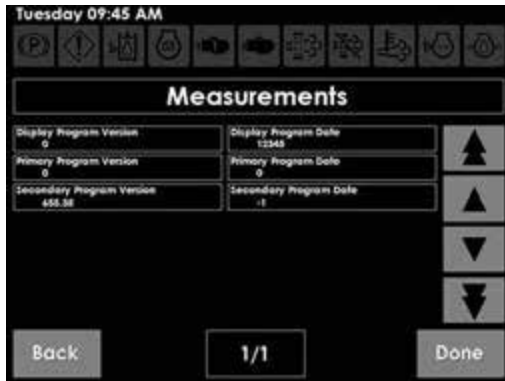 Tuesday 09:45 AM
Measurements
Display Program Version
0
Display Program Date
12345
Primary Program Version
0
Primary Program Date
0
Secondary Program Version
655.35
Secondary Program Date
-1
Back
1/1
Done